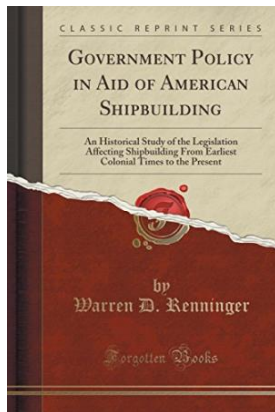 CLASSIC REPRINT SERIES
GOVERNMENT POLICY
IN AID OF AMERICAN
SHIPBUILDING
An Historical Study of the Legislation
Affecting Shipbuilding From Earliest
Colonial Times to the Present
by
Warren D. Renninger
Forgotten Books